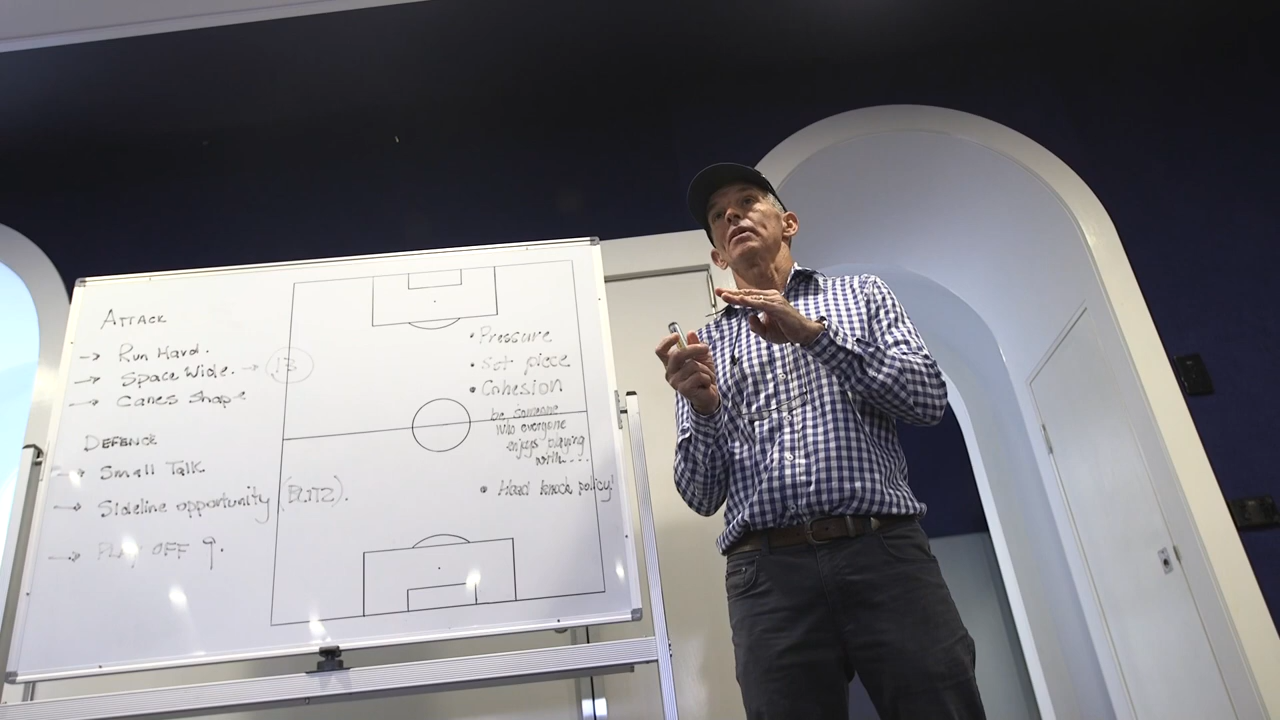 ATTACK
→ Run Hard.
→ Space Wide. → 13
→ Canes Shape
DEFENCE
→ Small Talk
→ Sideline opportunity (BLITZ).
→ PLAY OFF 9.
• Pressure
• Set piece
• Cohesion
be someone
who everyone
enjoys playing
with....
• Head knock policy!